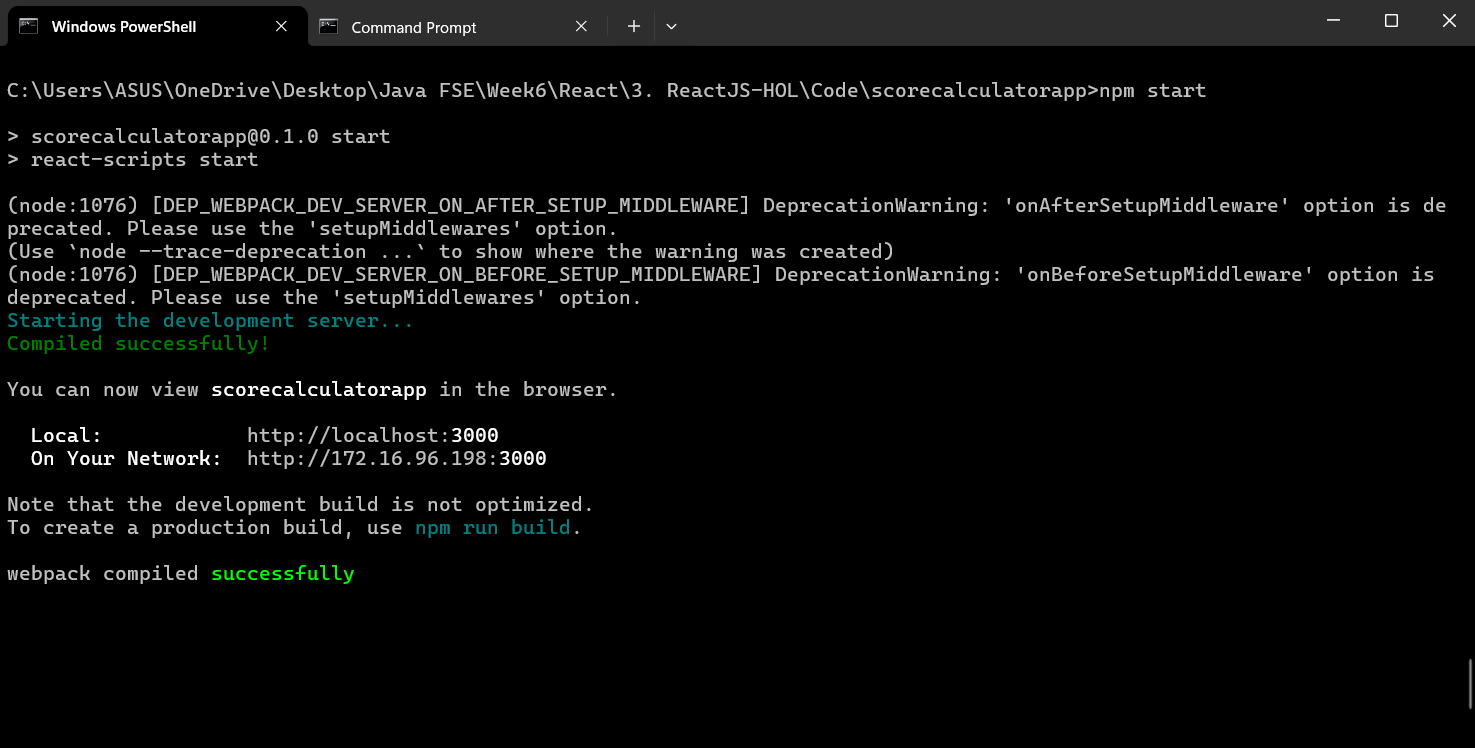 Windows PowerShell
Command Prompt
C:\Users\ASUS\OneDrive\Desktop\Java FSE\Week6\React\3. ReactJS-HOL\Code\scorecalculatorapp>npm start
> scorecalculatorapp@0.1.0 start
> react-scripts start
(node:1076) [DEP_WEBPACK_DEV_SERVER_ON_AFTER_SETUP_MIDDLEWARE] DeprecationWarning: 'onAfterSetupMiddleware' option is de
precated. Please use the 'setupMiddlewares' option.
(Use `node --trace-deprecation ...` to show where the warning was created)
(node:1076) [DEP_WEBPACK_DEV_SERVER_ON_BEFORE_SETUP_MIDDLEWARE] DeprecationWarning: 'onBeforeSetupMiddleware' option is
deprecated. Please use the 'setupMiddlewares' option.
Starting the development server...
Compiled successfully!
You can now view scorecalculatorapp in the browser.
Local: http://localhost:3000
On Your Network: http://172.16.96.198:3000
Note that the development build is not optimized.
To create a production build, use npm run build.
webpack compiled successfully